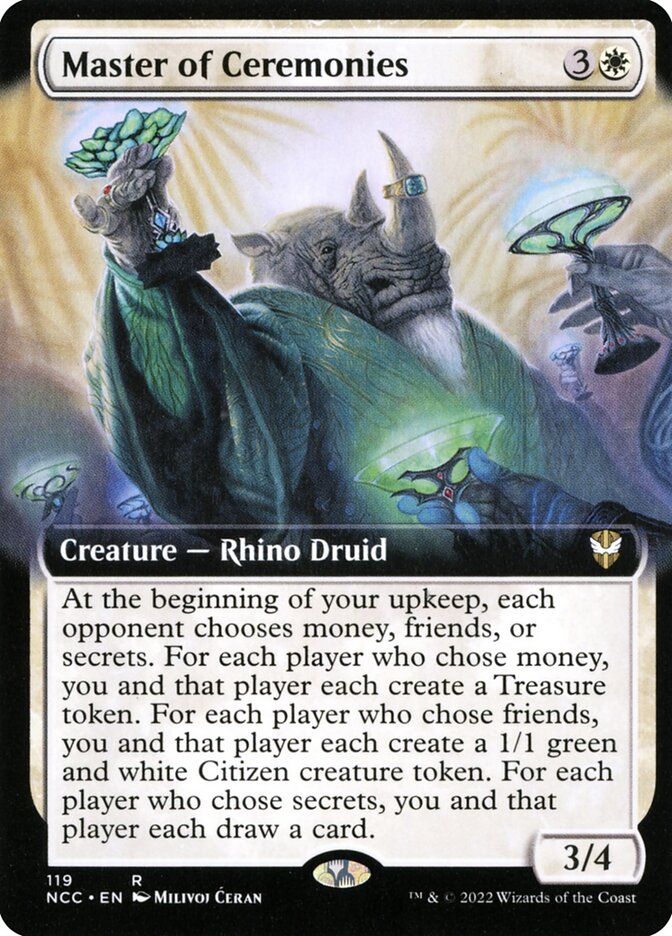 Master of Ceremonies 3
Creature — Rhino Druid
At the beginning of your upkeep, each
opponent chooses money, friends, or
secrets. For each player who chose money,
you and that player each create a Treasure
token. For each player who chose friends,
you and that player each create a 1/1 green
and white Citizen creature token. For each
player who chose secrets, you and that
player each draw a card.
3/4
119 R
NCC • EN Milivoj Ćeran
™ & © 2022 Wizards of the Coast